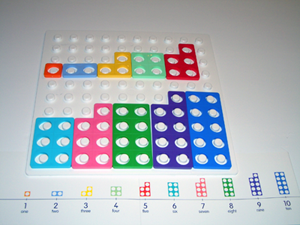 1 2 3 4 5 6 7 8 9 10
one two three four five six seven eight nine ten